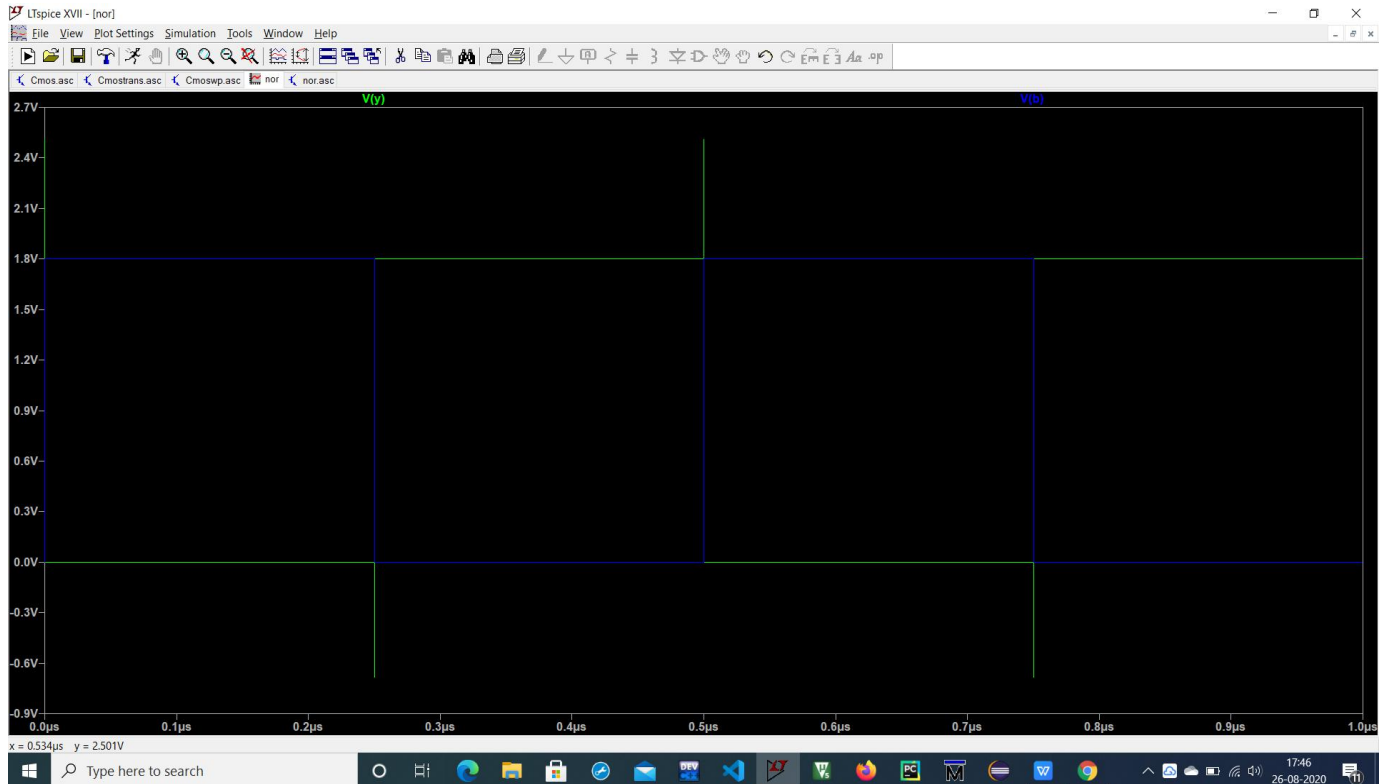 LTspice XVII - [nor]
File View Plot Settings Simulation Tools Window Help
Cmos.asc Cmostrans.asc Cmoswp.asc nor nor.asc
V(y) V(b)
2.7V
2.4V
2.1V
1.8V
1.5V
1.2V
0.9V
0.6V
0.3V
0.0V
-0.3V
-0.6V
-0.9V
0.0µs 0.1µs 0.2µs 0.3µs 0.4µs 0.5µs 0.6µs 0.7µs 0.8µs 0.9µs 1.0µs
x = 0.534µs y = 2.501V
Type here to search
17:46
26-08-2020